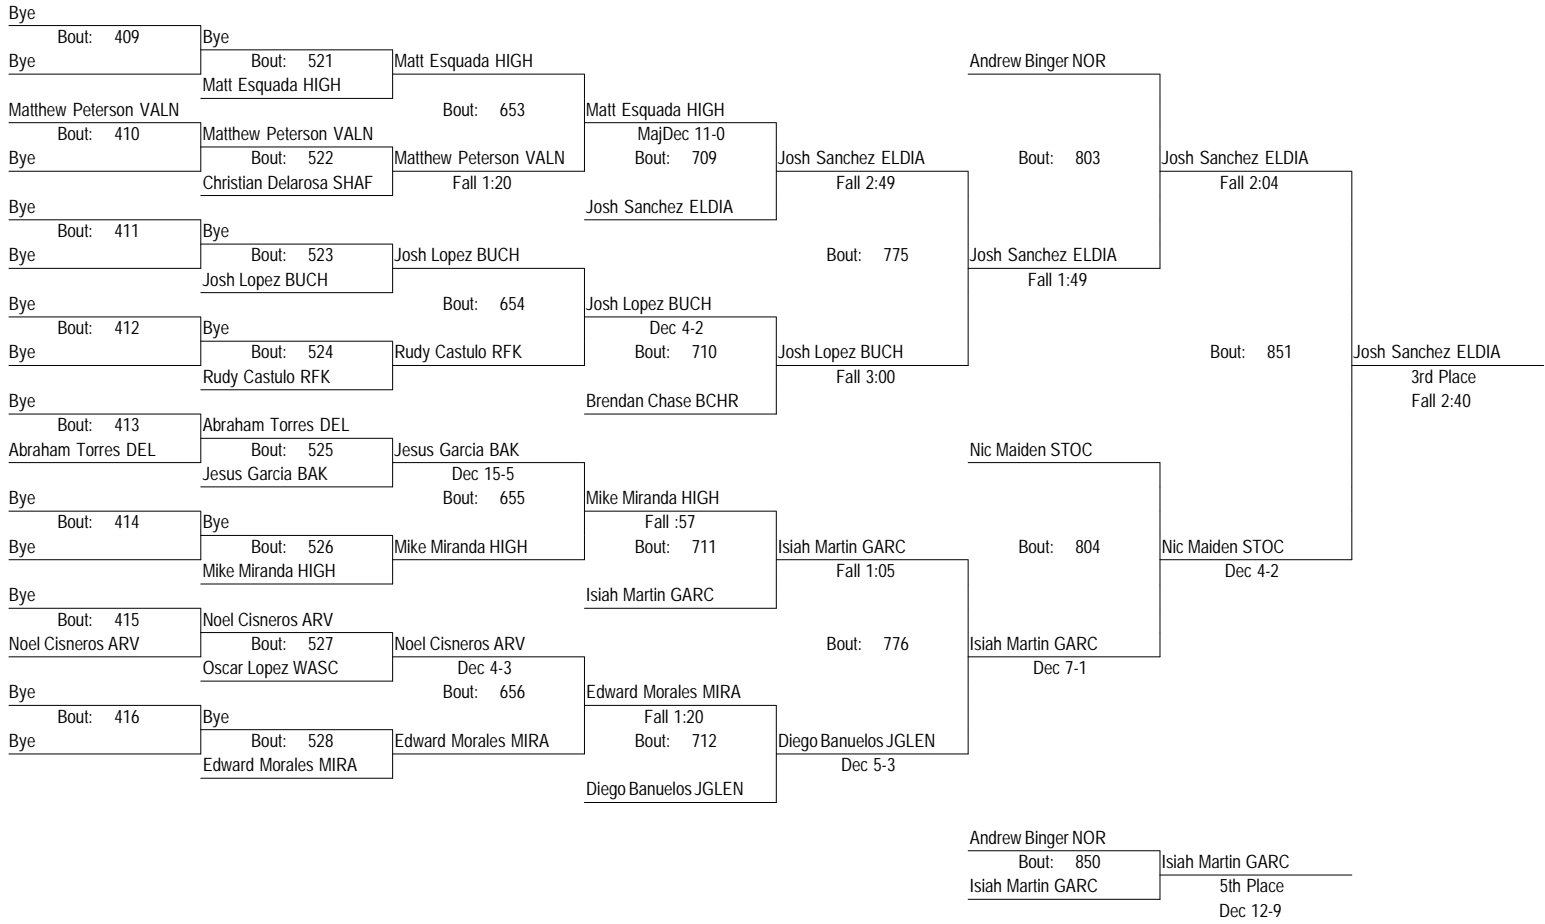 Bye
Bout: 409
Bye
Bye
Bout: 521
Matt Esquada HIGH
Matt Esquada HIGH
Andrew Binger NOR
Matthew Peterson VALN
Bout: 653
Matt Esquada HIGH
Bout: 410
Matthew Peterson VALN
MajDec 11-0
Bye
Bout: 522
Matthew Peterson VALN
Bout: 709
Josh Sanchez ELDIA
Bout: 803
Josh Sanchez ELDIA
Christian Delarosa SHAF
Fall 1:20
Fall 2:49
Fall 2:04
Bye
Josh Sanchez ELDIA
Bout: 411
Bye
Bye
Bout: 523
Josh Lopez BUCH
Bout: 775
Josh Sanchez ELDIA
Josh Lopez BUCH
Fall 1:49
Bye
Bout: 654
Josh Lopez BUCH
Bout: 412
Bye
Dec 4-2
Bye
Bout: 524
Rudy Castulo RFK
Bout: 710
Josh Lopez BUCH
Bout: 851
Josh Sanchez ELDIA
Rudy Castulo RFK
Fall 3:00
3rd Place
Bye
Brendan Chase BCHR
Fall 2:40
Bout: 413
Abraham Torres DEL
Abraham Torres DEL
Bout: 525
Jesus Garcia BAK
Nic Maiden STOC
Jesus Garcia BAK
Dec 15-5
Bye
Bout: 655
Mike Miranda HIGH
Bout: 414
Bye
Fall :57
Bye
Bout: 526
Mike Miranda HIGH
Bout: 711
Isiah Martin GARC
Bout: 804
Nic Maiden STOC
Mike Miranda HIGH
Fall 1:05
Dec 4-2
Bye
Isiah Martin GARC
Bout: 415
Noel Cisneros ARV
Noel Cisneros ARV
Bout: 527
Noel Cisneros ARV
Bout: 776
Isiah Martin GARC
Oscar Lopez WASC
Dec 4-3
Dec 7-1
Bye
Bout: 656
Edward Morales MIRA
Bout: 416
Bye
Fall 1:20
Bye
Bout: 528
Edward Morales MIRA
Bout: 712
Diego Banuelos JGLEN
Edward Morales MIRA
Dec 5-3
Diego Banuelos JGLEN
Andrew Binger NOR
Bout: 850
Isiah Martin GARC
Isiah Martin GARC
5th Place
Dec 12-9